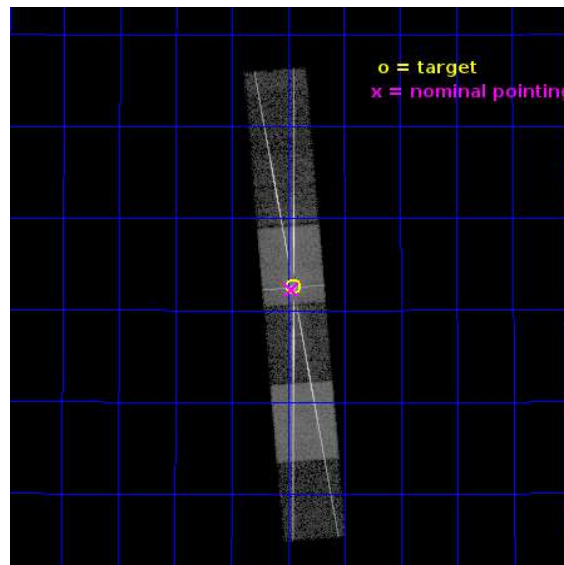 o = target
x = nominal pointing